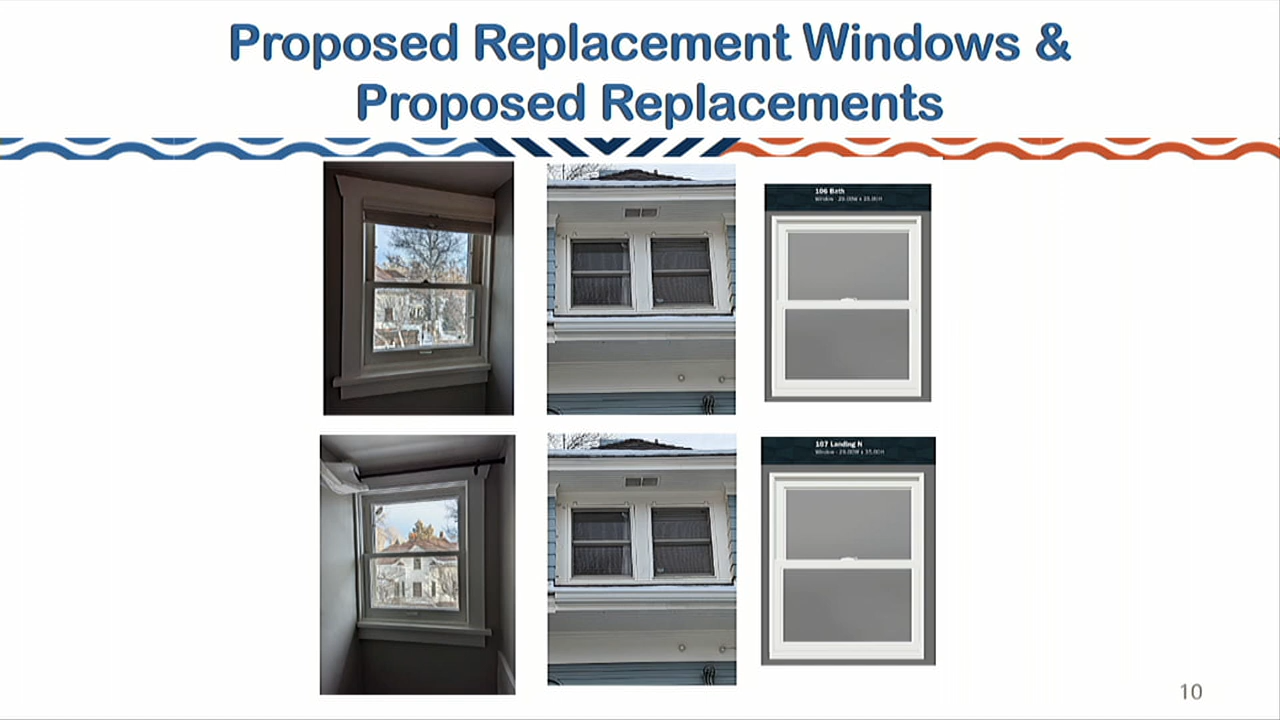 Proposed Replacement Windows &
Proposed Replacements
106 Bath
107 Landing N
10